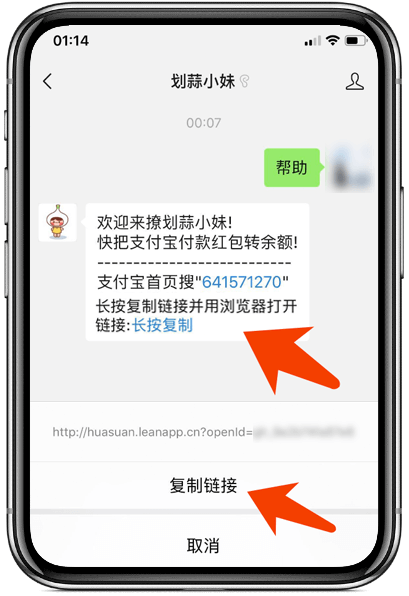 01:14
划蒜小妹
00:07
帮助
欢迎来撩划蒜小妹!
快把支付宝付款红包转余额!
---------------------------
支付宝首页搜"641571270"
长按复制链接并用浏览器打开
链接:长按复制
http://huasuan.leanapp.cn?openId=
复制链接
取消